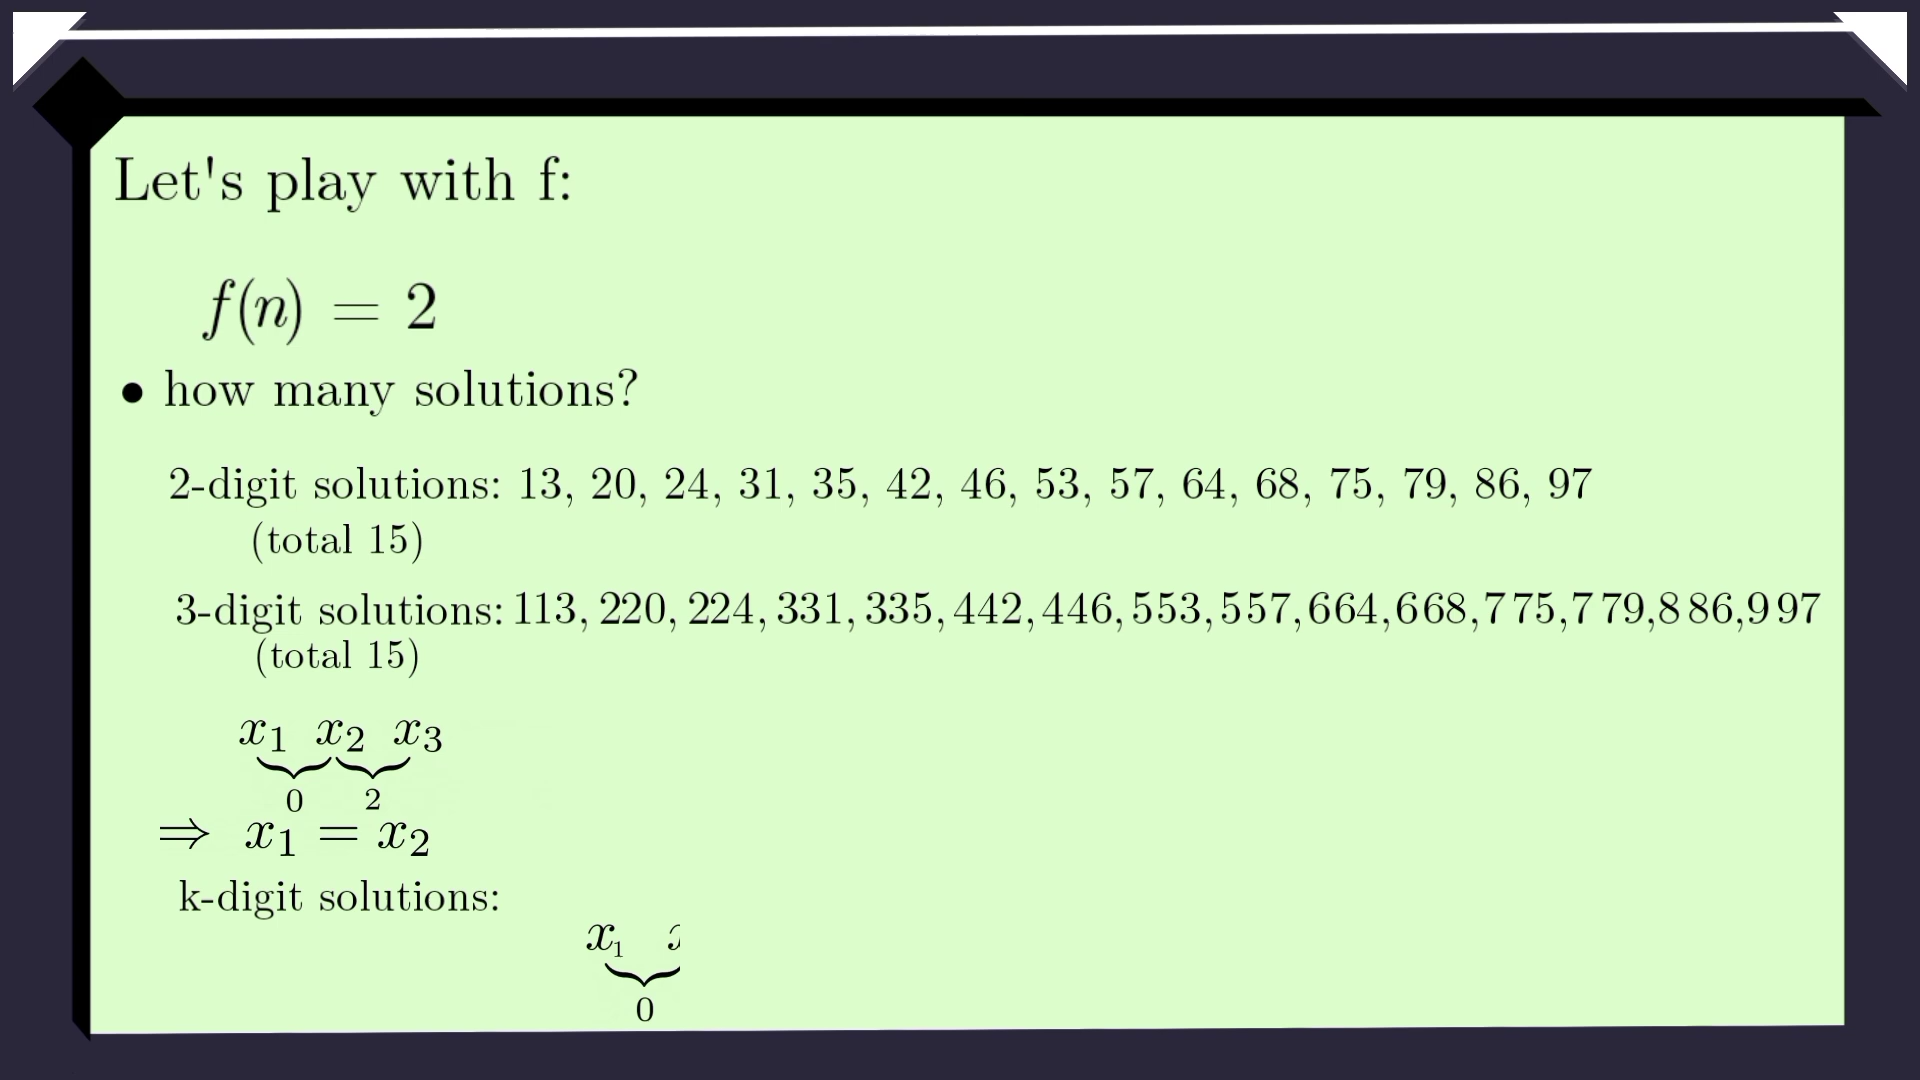 Let's play with f:
f(n) = 2
• how many solutions?
2-digit solutions: 13, 20, 24, 31, 35, 42, 46, 53, 57, 64, 68, 75, 79, 86, 97
(total 15)
3-digit solutions: 113, 220, 224, 331, 335, 442, 446, 553, 557, 664, 668, 775, 779, 886, 997
(total 15)
x₁ x₂ x₃
0 2
⇒ x₁ = x₂
k-digit solutions:
x₁
0